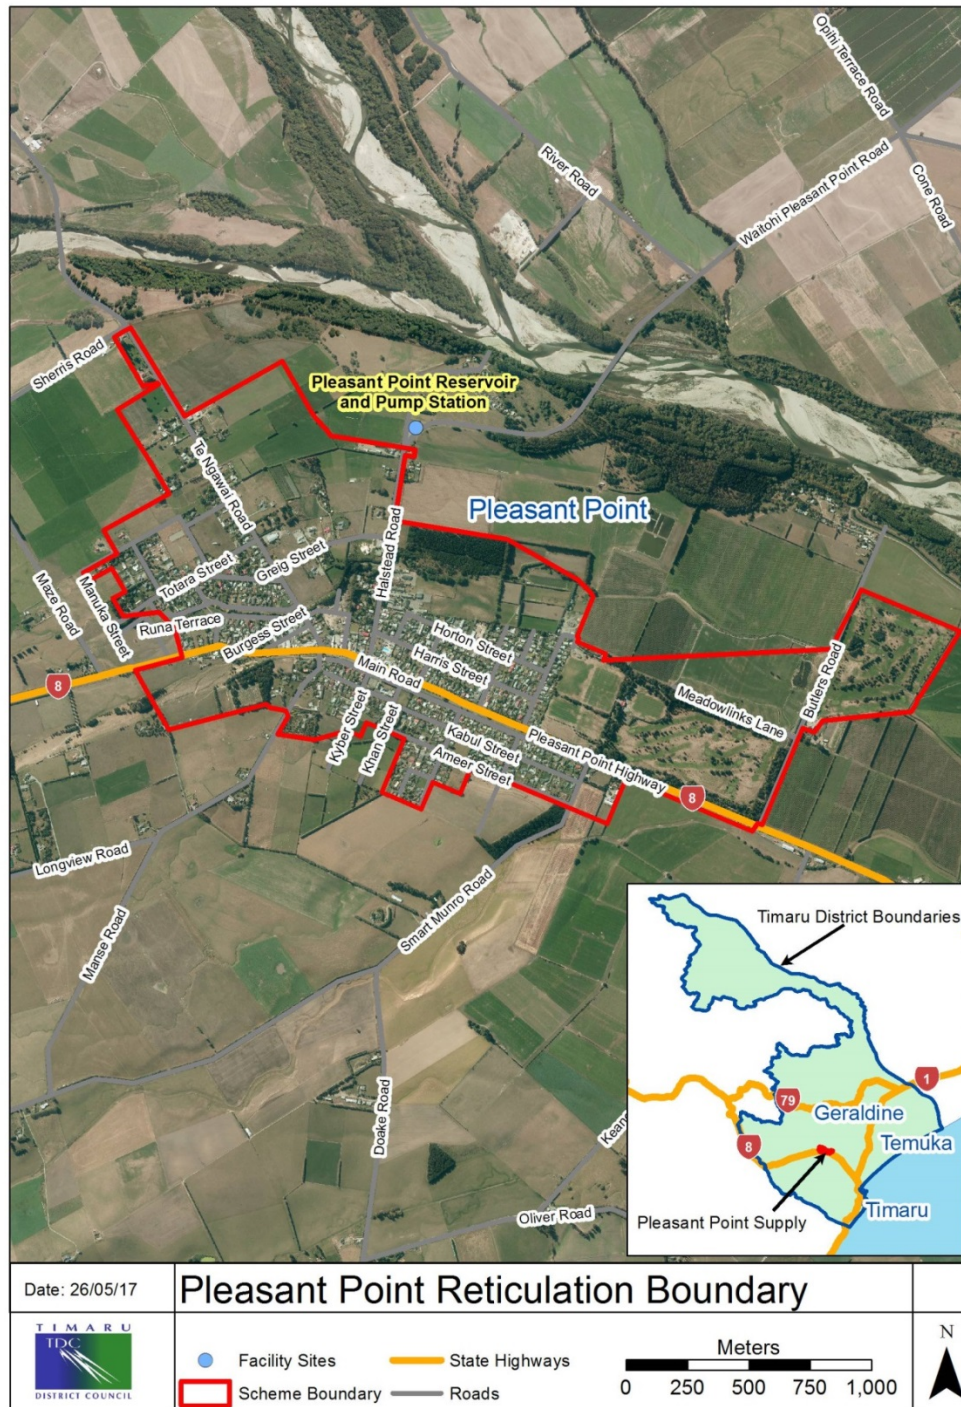 Opihi Terrace Road
River Road
Waitohi Pleasant Point Road
Cone Road
Sherris Road
Pleasant Point Reservoir
and Pump Station
Te Ngawai Road
Pleasant Point
Halstead Road
Greig Street
Totara Street
Maze Road
Manuka Street
Runa Terrace
Burgess Street
Horton Street
Harris Street
Main Road
8
Butlers Road
Meadowlinks Lane
Kyber Street
Khan Street
Kabul Street
Ameer Street
Pleasant Point Highway
8
Longview Road
Manse Road
Smart Munro Road
Doake Road
Oliver Road
Timaru District Boundaries
1
79
Geraldine
Temuka
8
Pleasant Point Supply
Timaru
Date: 26/05/17
Pleasant Point Reticulation Boundary
TIMARU
TDC
DISTRICT COUNCIL
Facility Sites
State Highways
Scheme Boundary
Roads
Meters
0 250 500 750 1,000
N